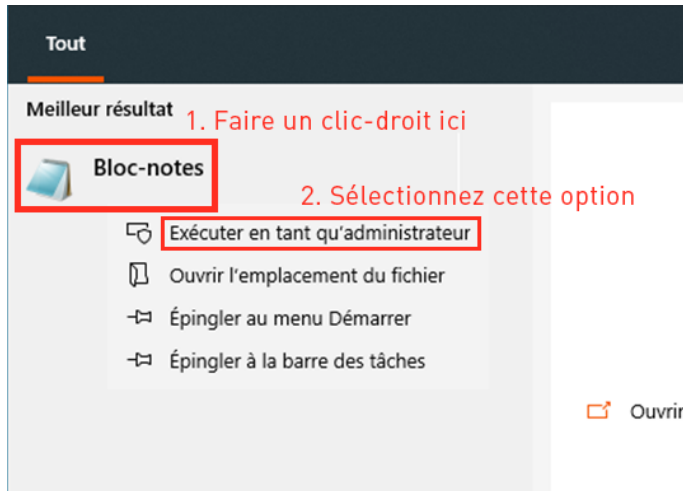 Tout
Meilleur résultat
1. Faire un clic-droit ici
Bloc-notes
2. Sélectionnez cette option
Exécuter en tant qu'administrateur
Ouvrir l'emplacement du fichier
Épingler au menu Démarrer
Épingler à la barre des tâches
Ouvrir